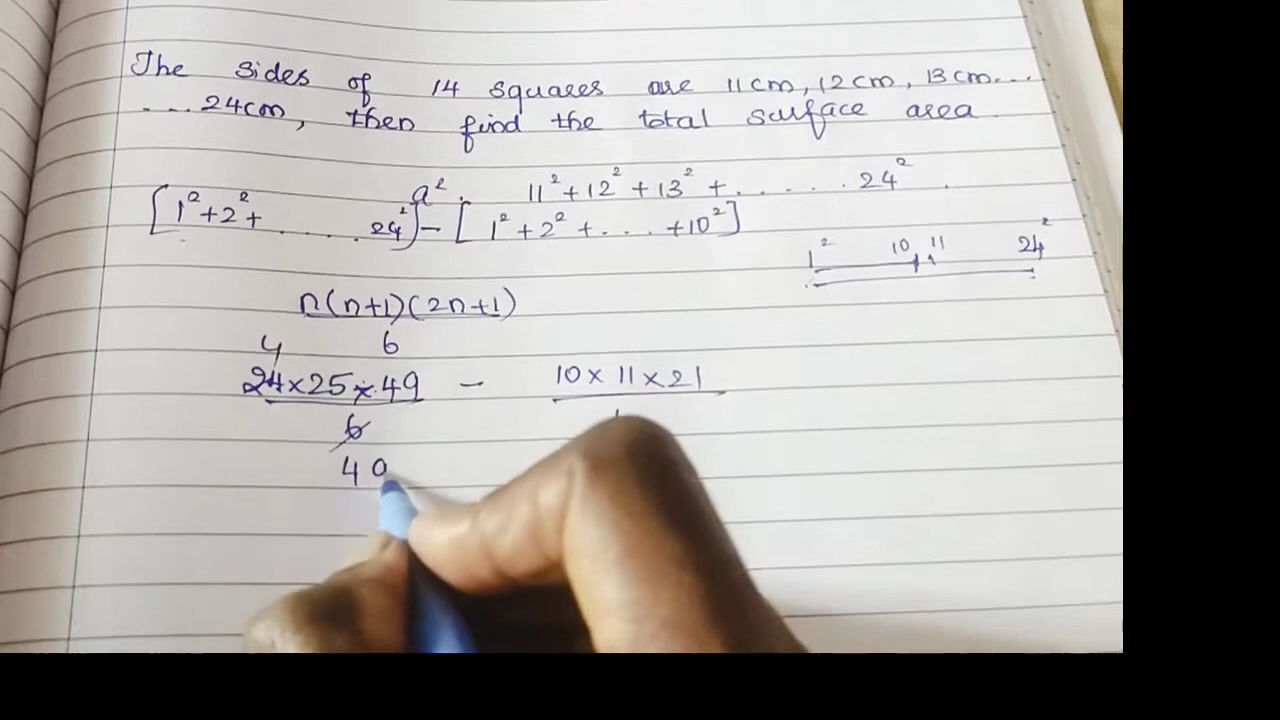 The sides of 14 squares are 11cm, 12cm, 13cm...
...24cm, then find the total surface area
a². 11² + 12² + 13² + ...... 24².
[1² + 2² + ..... 24²] - [1² + 2² + ... + 10²]
1² 10 11 24²
n(n+1)(2n+1)
6
4
24 × 25 × 49 - 10 × 11 × 21
6
49